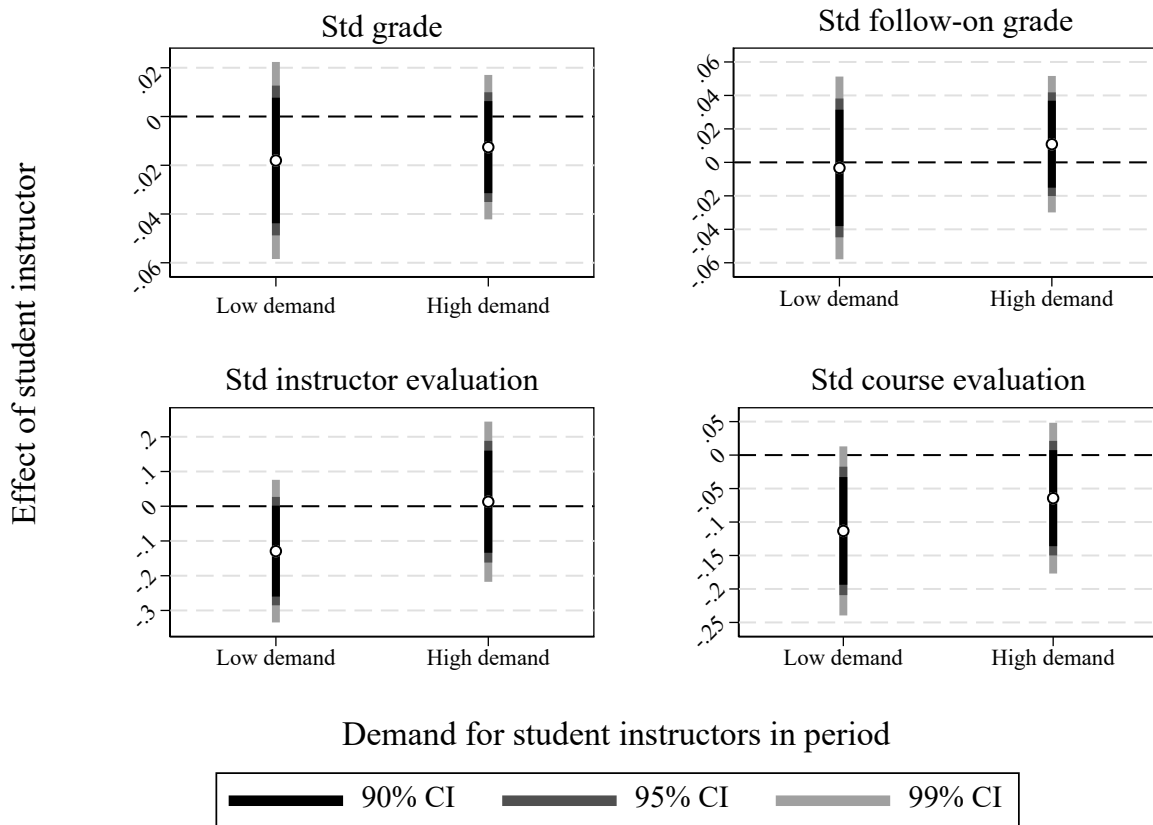 Effect of student instructor
Std grade
.02
0
-.02
-.04
-.06
Low demand
High demand
Std follow-on grade
.06
.04
.02
0
-.02
-.04
-.06
Low demand
High demand
Std instructor evaluation
.2
.1
0
-.1
-.2
-.3
Low demand
High demand
Std course evaluation
.05
0
-.05
-.1
-.15
-.2
-.25
Low demand
High demand
Demand for student instructors in period
90% CI 95% CI 99% CI